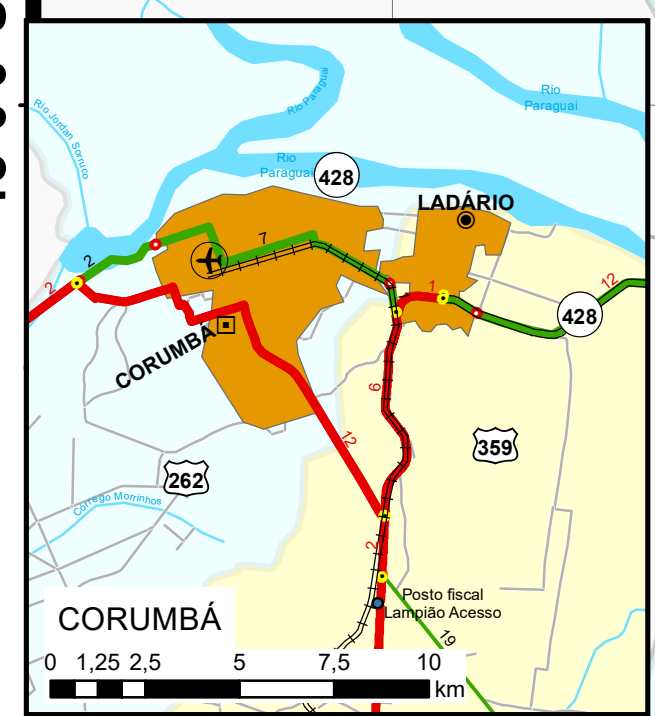 Rio Jordan Sorruco
Rio Paraguai
Rio
Paraguai
Rio
Paraguai
428
LADÁRIO
7
2
2
1
12
428
CORUMBÁ
6
12
359
262
Córrego Morrinhos
2
Posto fiscal
Lampião Acesso
19
CORUMBÁ
0 1,25 2,5 5 7,5 10
km